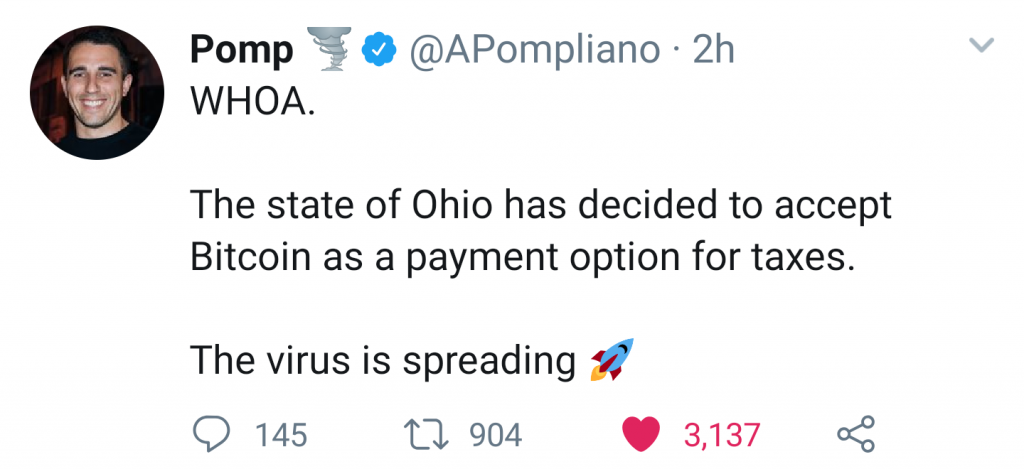 Pomp 🌪 @APompliano · 2h
WHOA.
The state of Ohio has decided to accept
Bitcoin as a payment option for taxes.
The virus is spreading 🚀
145 904 3,137